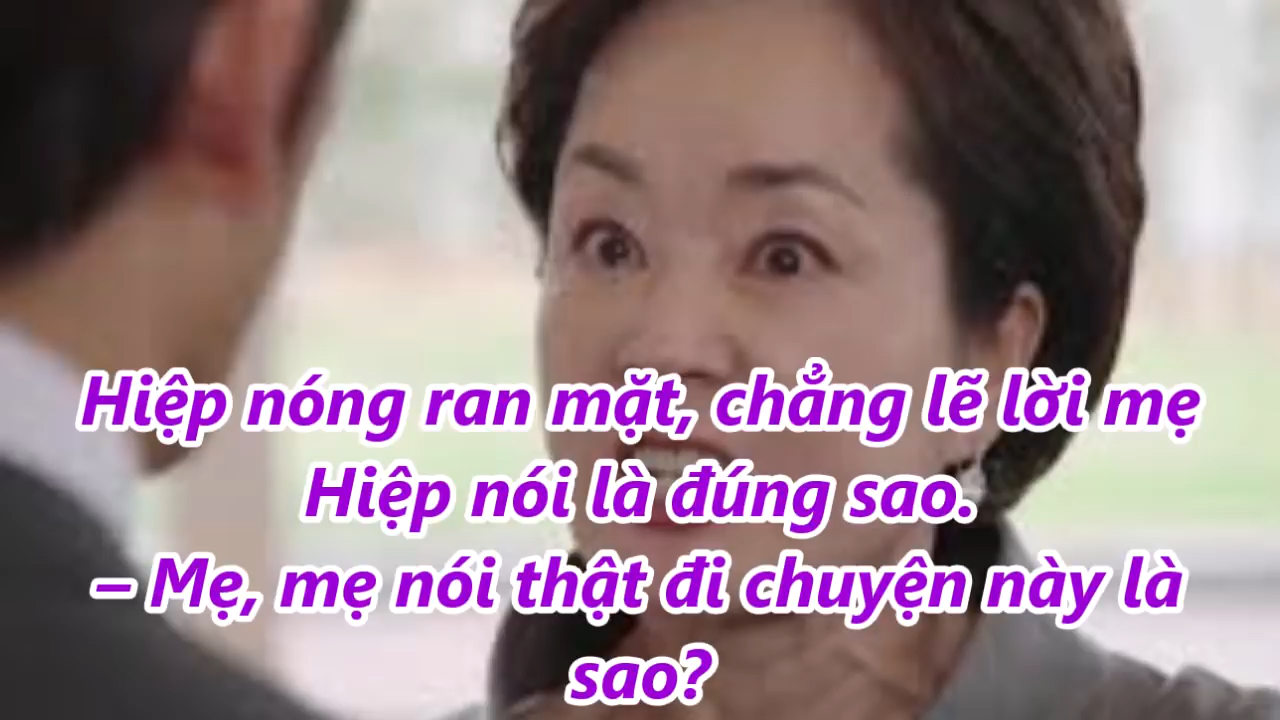 Hiệp nóng ran mặt, chẳng lẽ lời mẹ
Hiệp nói là đúng sao.
– Mẹ, mẹ nói thật đi chuyện này là
sao?